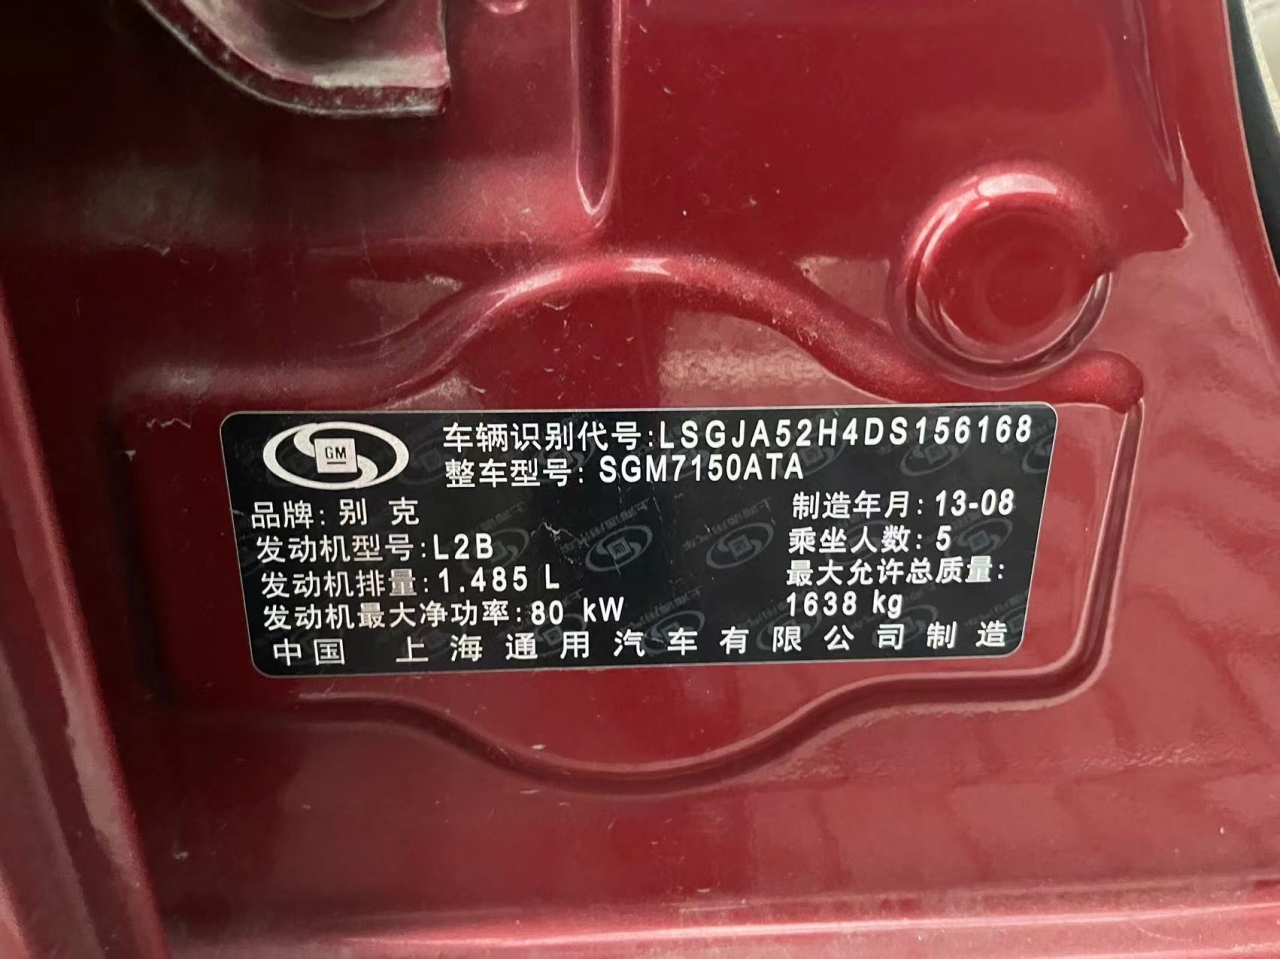 GM
车辆识别代号:LSGJA52H4DS156168
整车型号: SGM7150ATA
品牌: 别 克
制造年月: 13-08
发动机型号:L2B
乘坐人数: 5
发动机排量:1.485 L
最大允许总质量:
发动机最大净功率:80 kW
1638 kg
中国 上海通用汽车有限公司制造